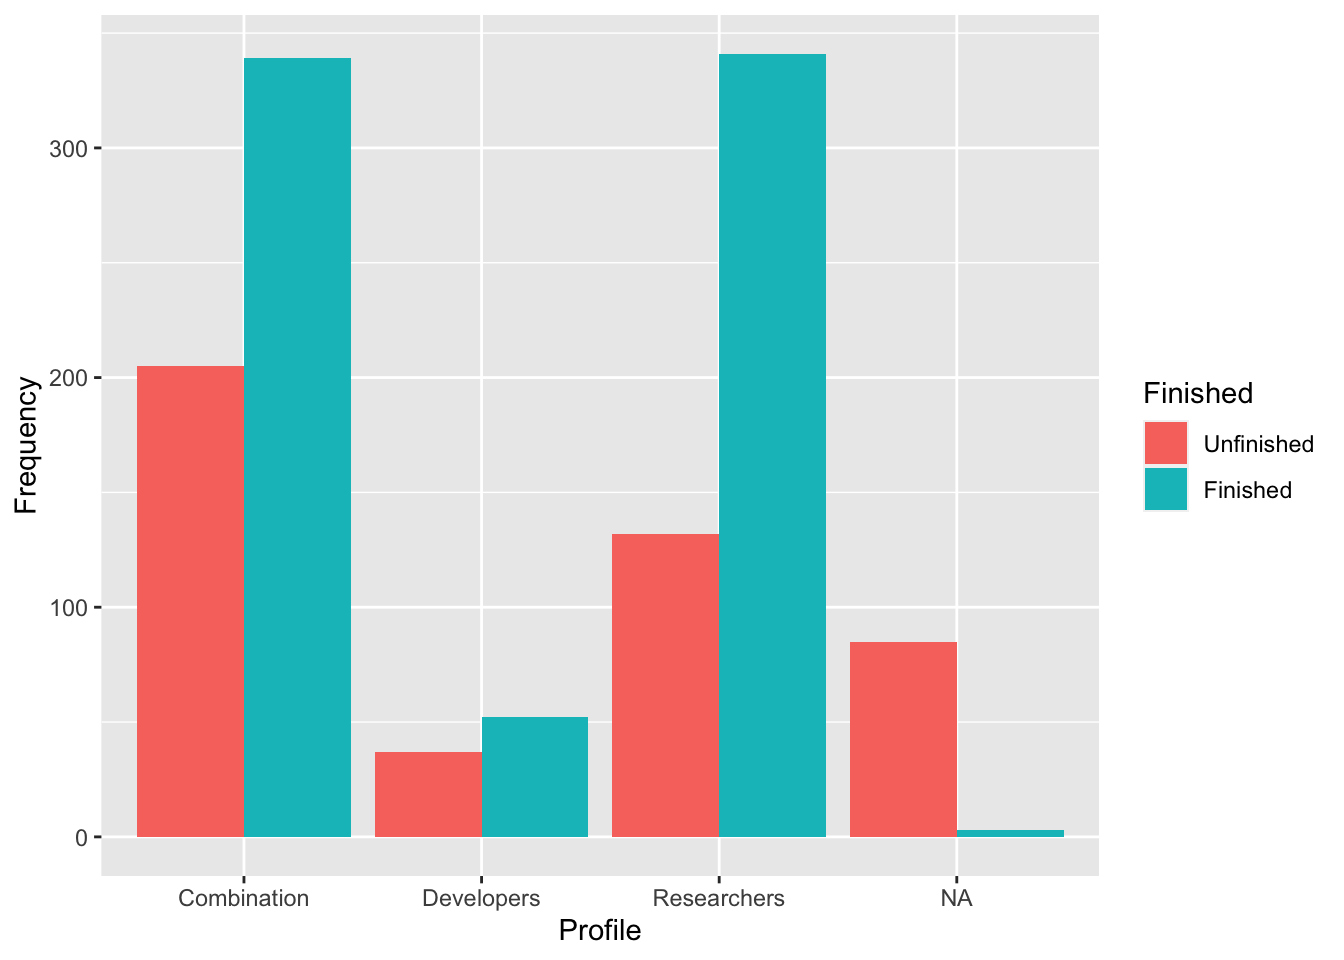 300
200
100
0
Frequency
Combination
Developers
Researchers
NA
Profile
Finished
Unfinished
Finished